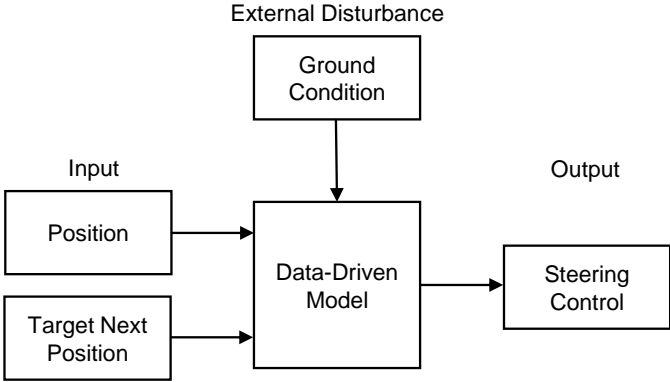 External Disturbance
Ground
Condition
Input
Output
Position
Data-Driven
Model
Steering
Control
Target Next
Position